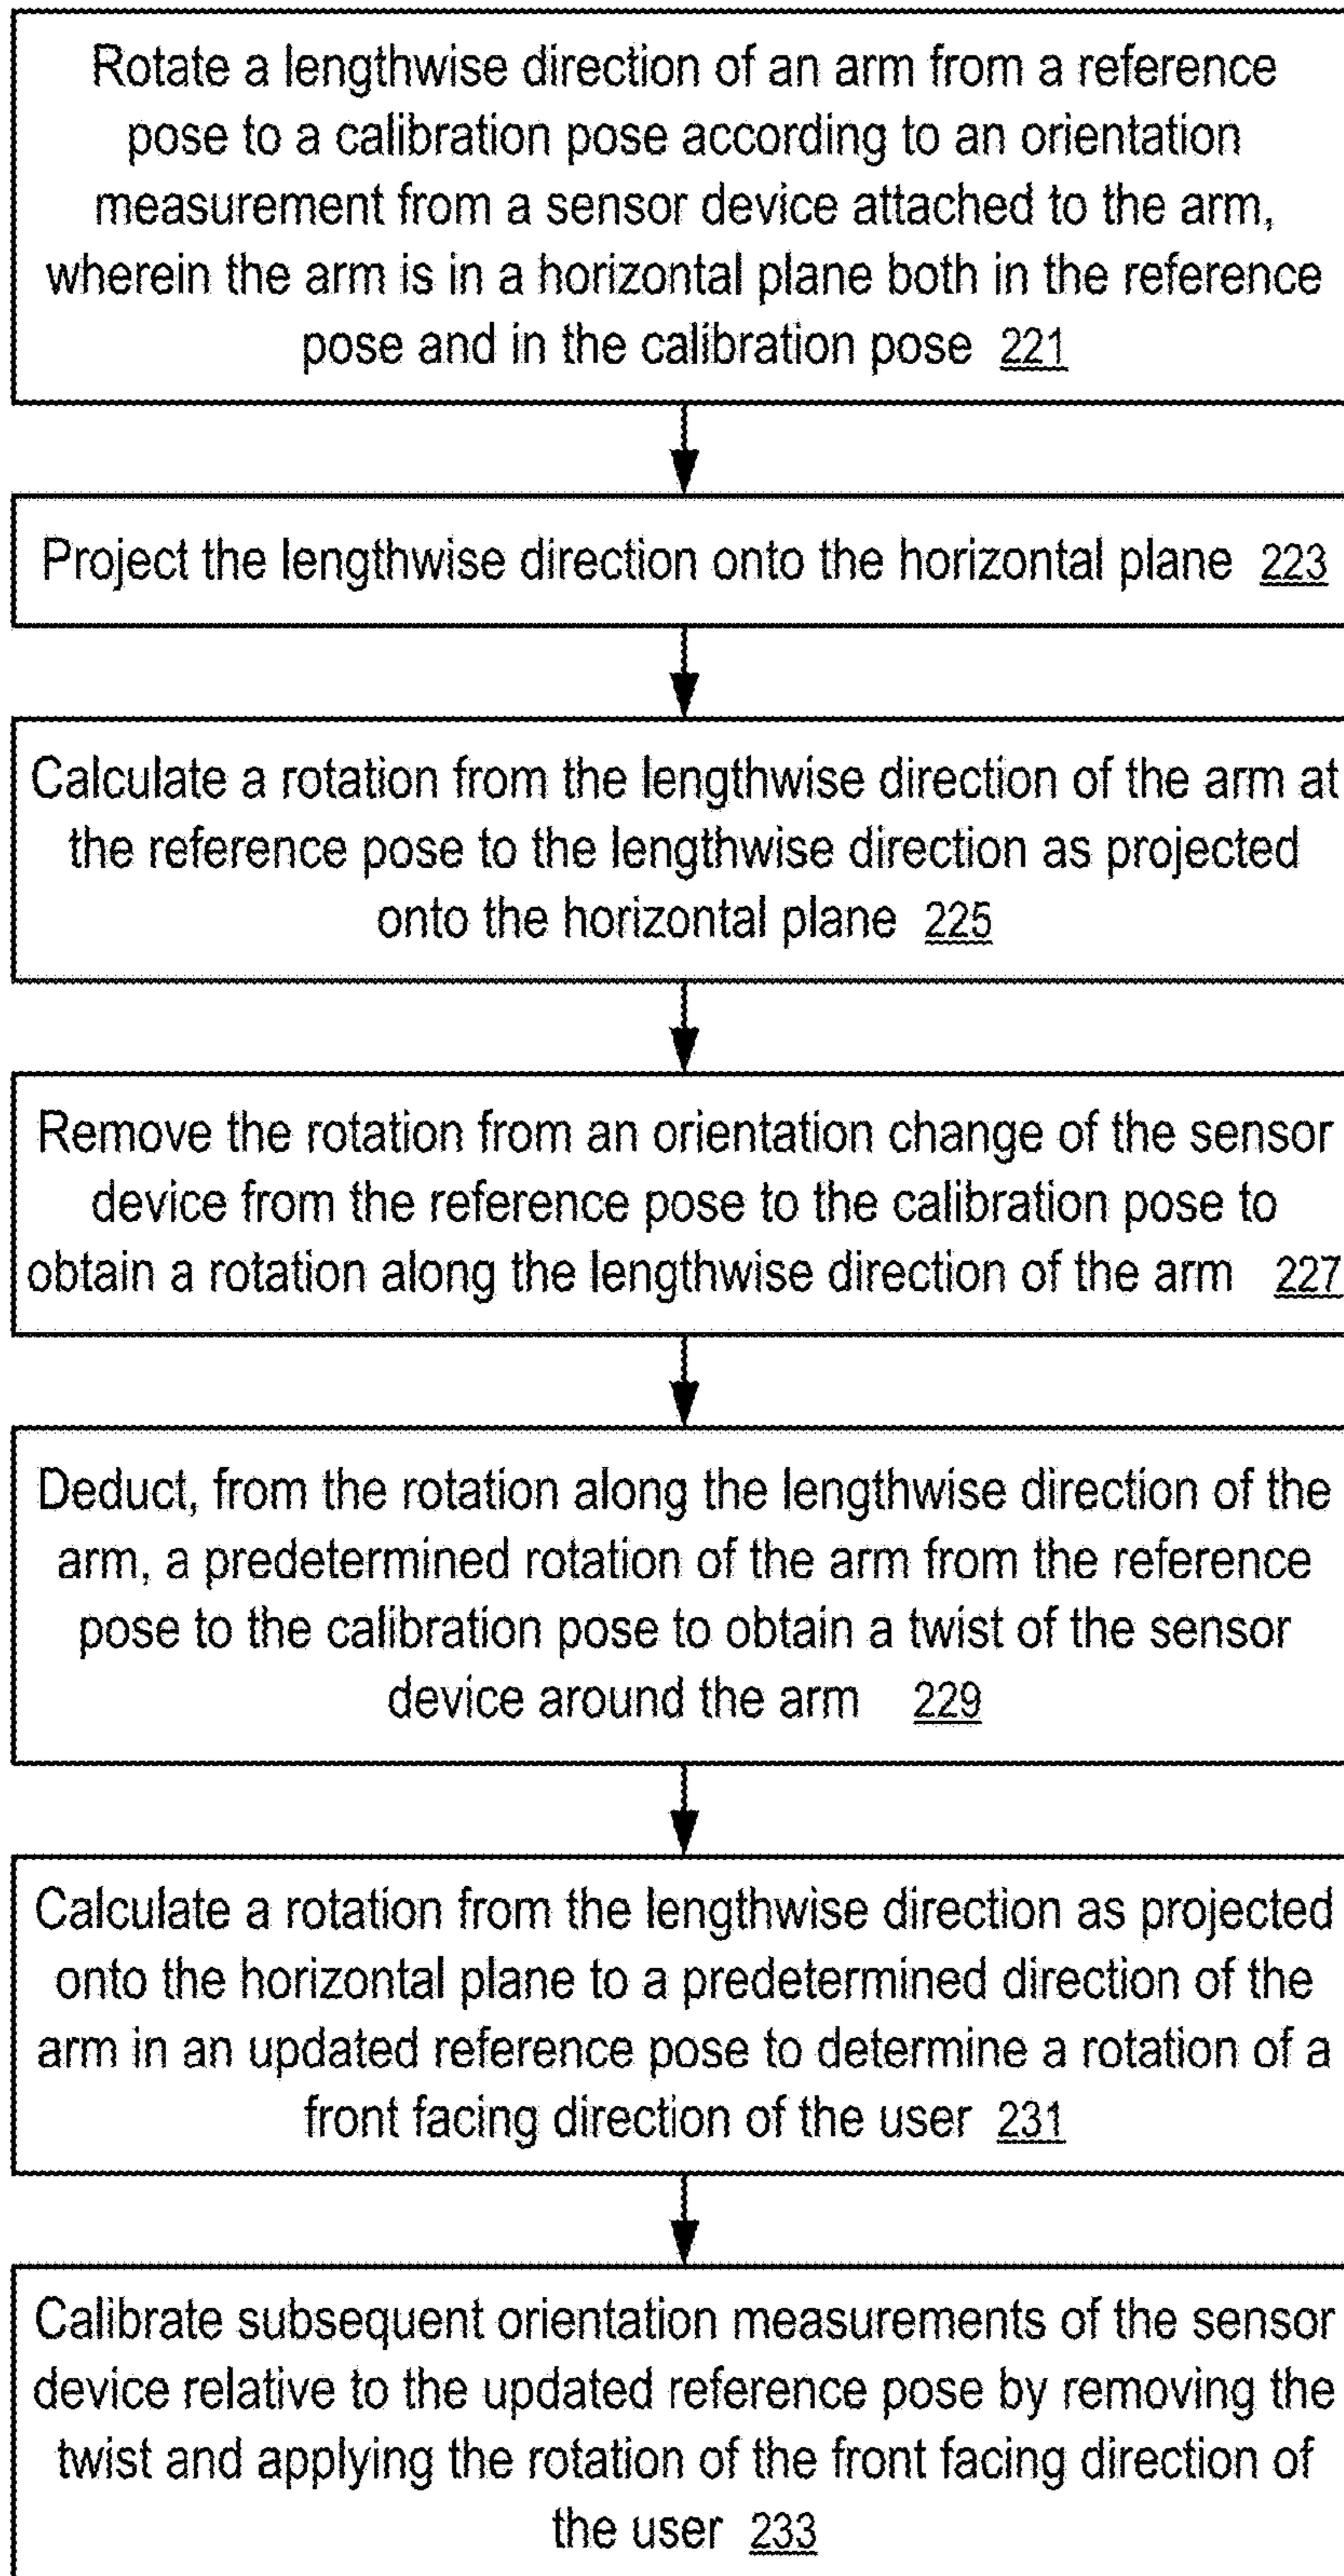 Rotate a lengthwise direction of an arm from a reference
pose to a calibration pose according to an orientation
measurement from a sensor device attached to the arm,
wherein the arm is in a horizontal plane both in the reference
pose and in the calibration pose 221
Project the lengthwise direction onto the horizontal plane 223
Calculate a rotation from the lengthwise direction of the arm at
the reference pose to the lengthwise direction as projected
onto the horizontal plane 225
Remove the rotation from an orientation change of the sensor
device from the reference pose to the calibration pose to
obtain a rotation along the lengthwise direction of the arm 227
Deduct, from the rotation along the lengthwise direction of the
arm, a predetermined rotation of the arm from the reference
pose to the calibration pose to obtain a twist of the sensor
device around the arm 229
Calculate a rotation from the lengthwise direction as projected
onto the horizontal plane to a predetermined direction of the
arm in an updated reference pose to determine a rotation of a
front facing direction of the user 231
Calibrate subsequent orientation measurements of the sensor
device relative to the updated reference pose by removing the
twist and applying the rotation of the front facing direction of
the user 233